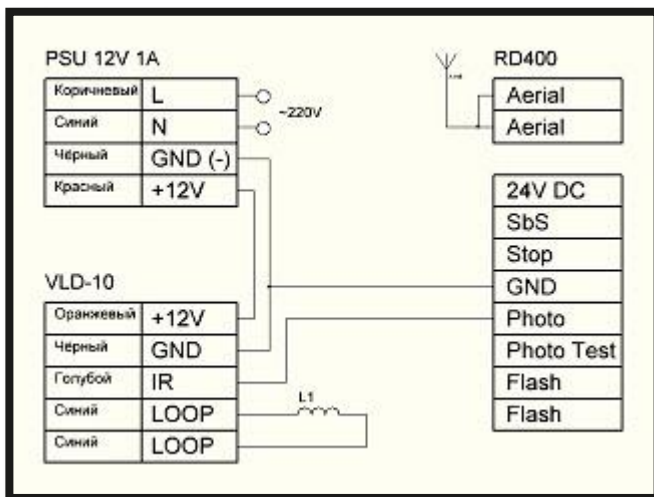 PSU 12V 1A
Коричневый L
Синий N
~220V
Чёрный GND (-)
Красный +12V
VLD-10
Оранжевый +12V
Чёрный GND
Голубой IR
Синий LOOP
Синий LOOP
L1
RD400
Aerial
Aerial
24V DC
SbS
Stop
GND
Photo
Photo Test
Flash
Flash